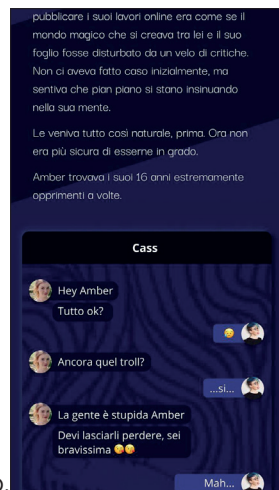 pubblicare i suoi lavori online era come se il
mondo magico che si creava tra lei e il suo
foglio fosse disturbato da un velo di critiche.
Non ci aveva fatto caso inizialmente, ma
sentiva che pian piano si stano insinuando
nella sua mente.
Le veniva tutto così naturale, prima. Ora non
era più sicura di esserne in grado.
Amber trovava i suoi 16 anni estremamente
opprimenti a volte.
Cass
Hey Amber
Tutto ok?
😥
Ancora quel troll?
...si...
La gente è stupida Amber
Devi lasciarli perdere, sei
bravissima 😘😘
Mah...